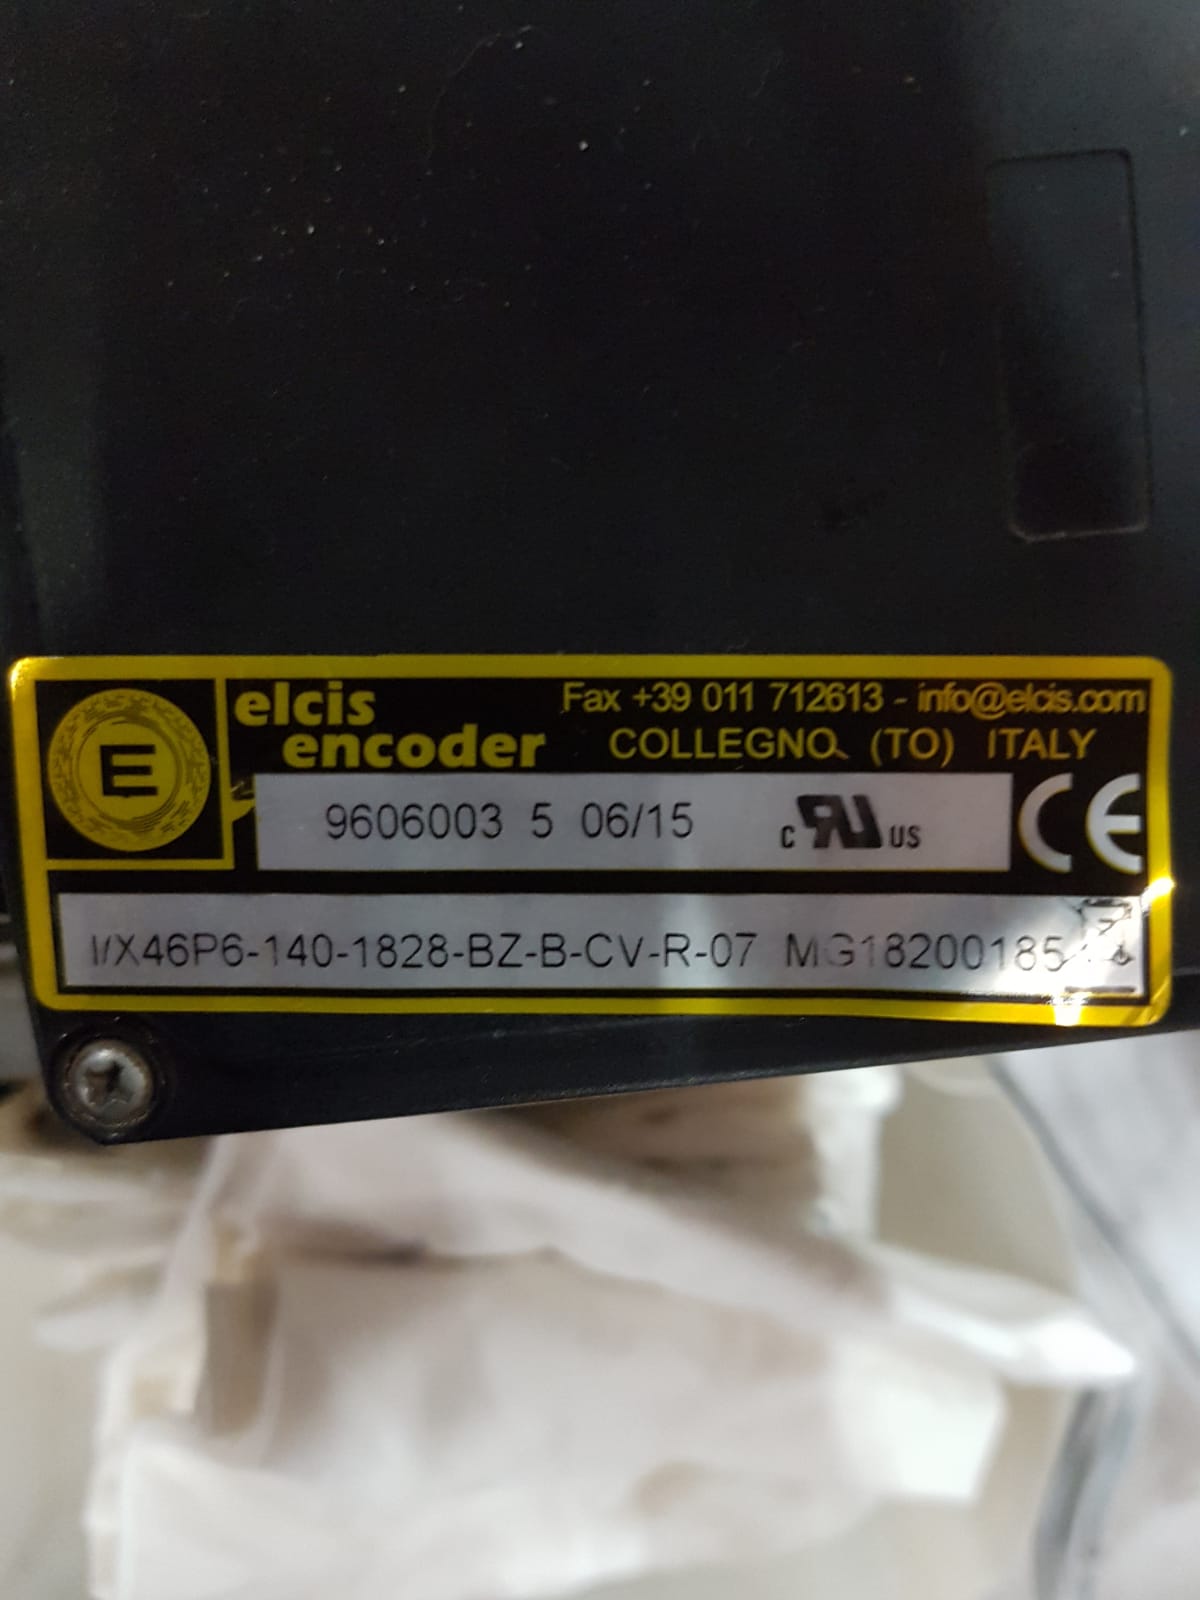 E
elcis
encoder
Fax +39 011 712613 - info@elcis.com
COLLEGNO (TO) ITALY
9606003 5 06/15
c RU US
CE
I/X46P6-140-1828-BZ-B-CV-R-07 MG18200185